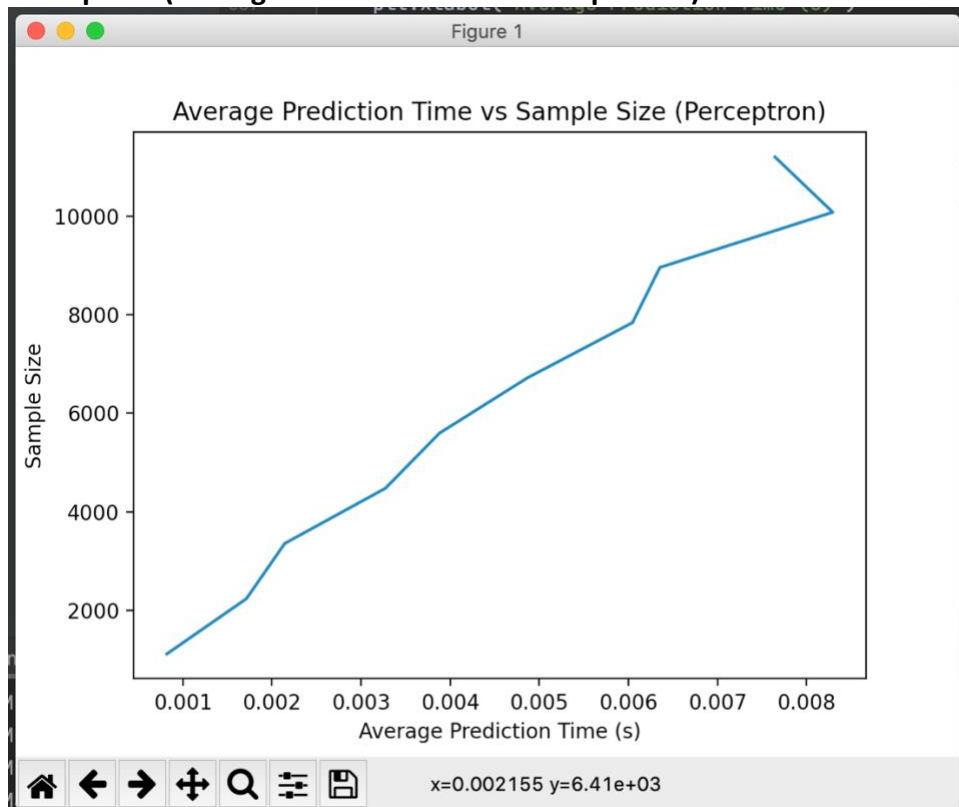 Figure 1
Average Prediction Time vs Sample Size (Perceptron)
10000
8000
6000
4000
2000
Sample Size
0.001 0.002 0.003 0.004 0.005 0.006 0.007 0.008
Average Prediction Time (s)
x=0.002155 y=6.41e+03